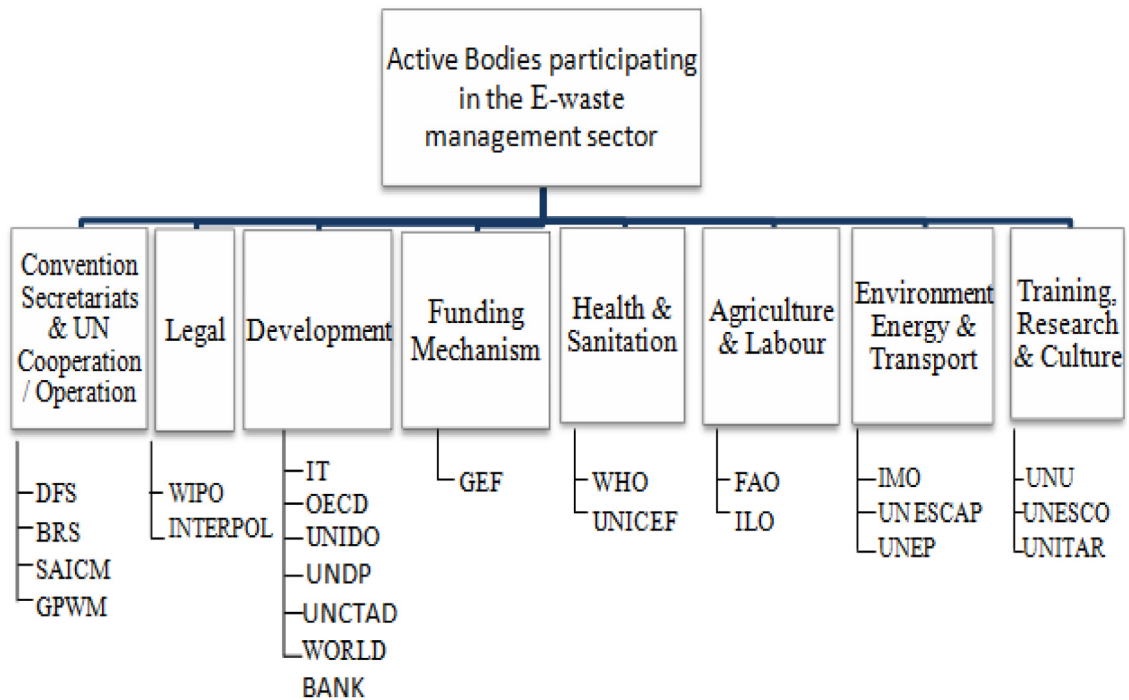 Active Bodies participating
in the E-waste
management sector
Convention
Secretariats
& UN
Cooperation
/ Operation
Legal
Development
Funding
Mechanism
Health &
Sanitation
Agriculture
& Labour
Environment
Energy &
Transport
Training,
Research
& Culture
DFS
BRS
SAICM
GPWM
WIPO
INTERPOL
IT
OECD
UNIDO
UNDP
UNCTAD
WORLD
BANK
GEF
WHO
UNICEF
FAO
ILO
IMO
UNESCAP
UNEP
UNU
UNESCO
UNITAR